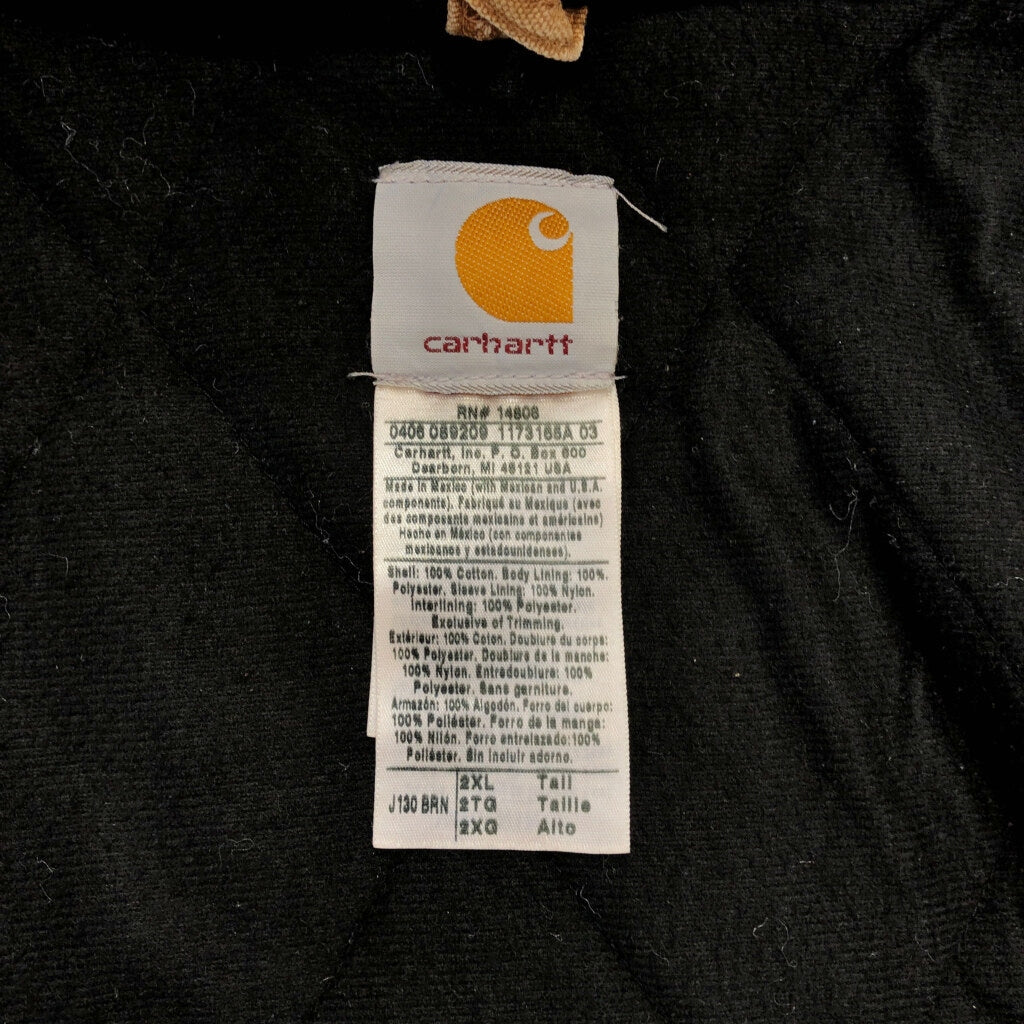 carhartt
RN# 14806
0406 089209 1173165A 03
Carhartt, Inc. P. O. Box 600
Dearborn, MI 48121 USA
Made in Mexico (with Mexican and U.S.A.
components). Fabriqué au Mexique (avec
des composants mexicains et américains)
Hecho en México (con componentes
mexicanos y estadounidenses).
Shell: 100% Cotton. Body Lining: 100%.
Polyester. Sleeve Lining: 100% Nylon.
Interlining: 100% Polyester.
Exclusive of Trimming.
Extérieur: 100% Coton. Doublure du corps:
100% Polyester. Doublure de la manche:
100% Nylon. Entredoublure: 100%
Polyester. Sans garniture.
Armazón: 100% Algodón. Forro del cuerpo:
100% Poliéster. Forro de la manga:
100% Nilón. Forro entrelazado:100%
Poliéster. Sin incluir adorno.
J130 BRN
2XL Tall
2TG Taille
2XG Alto